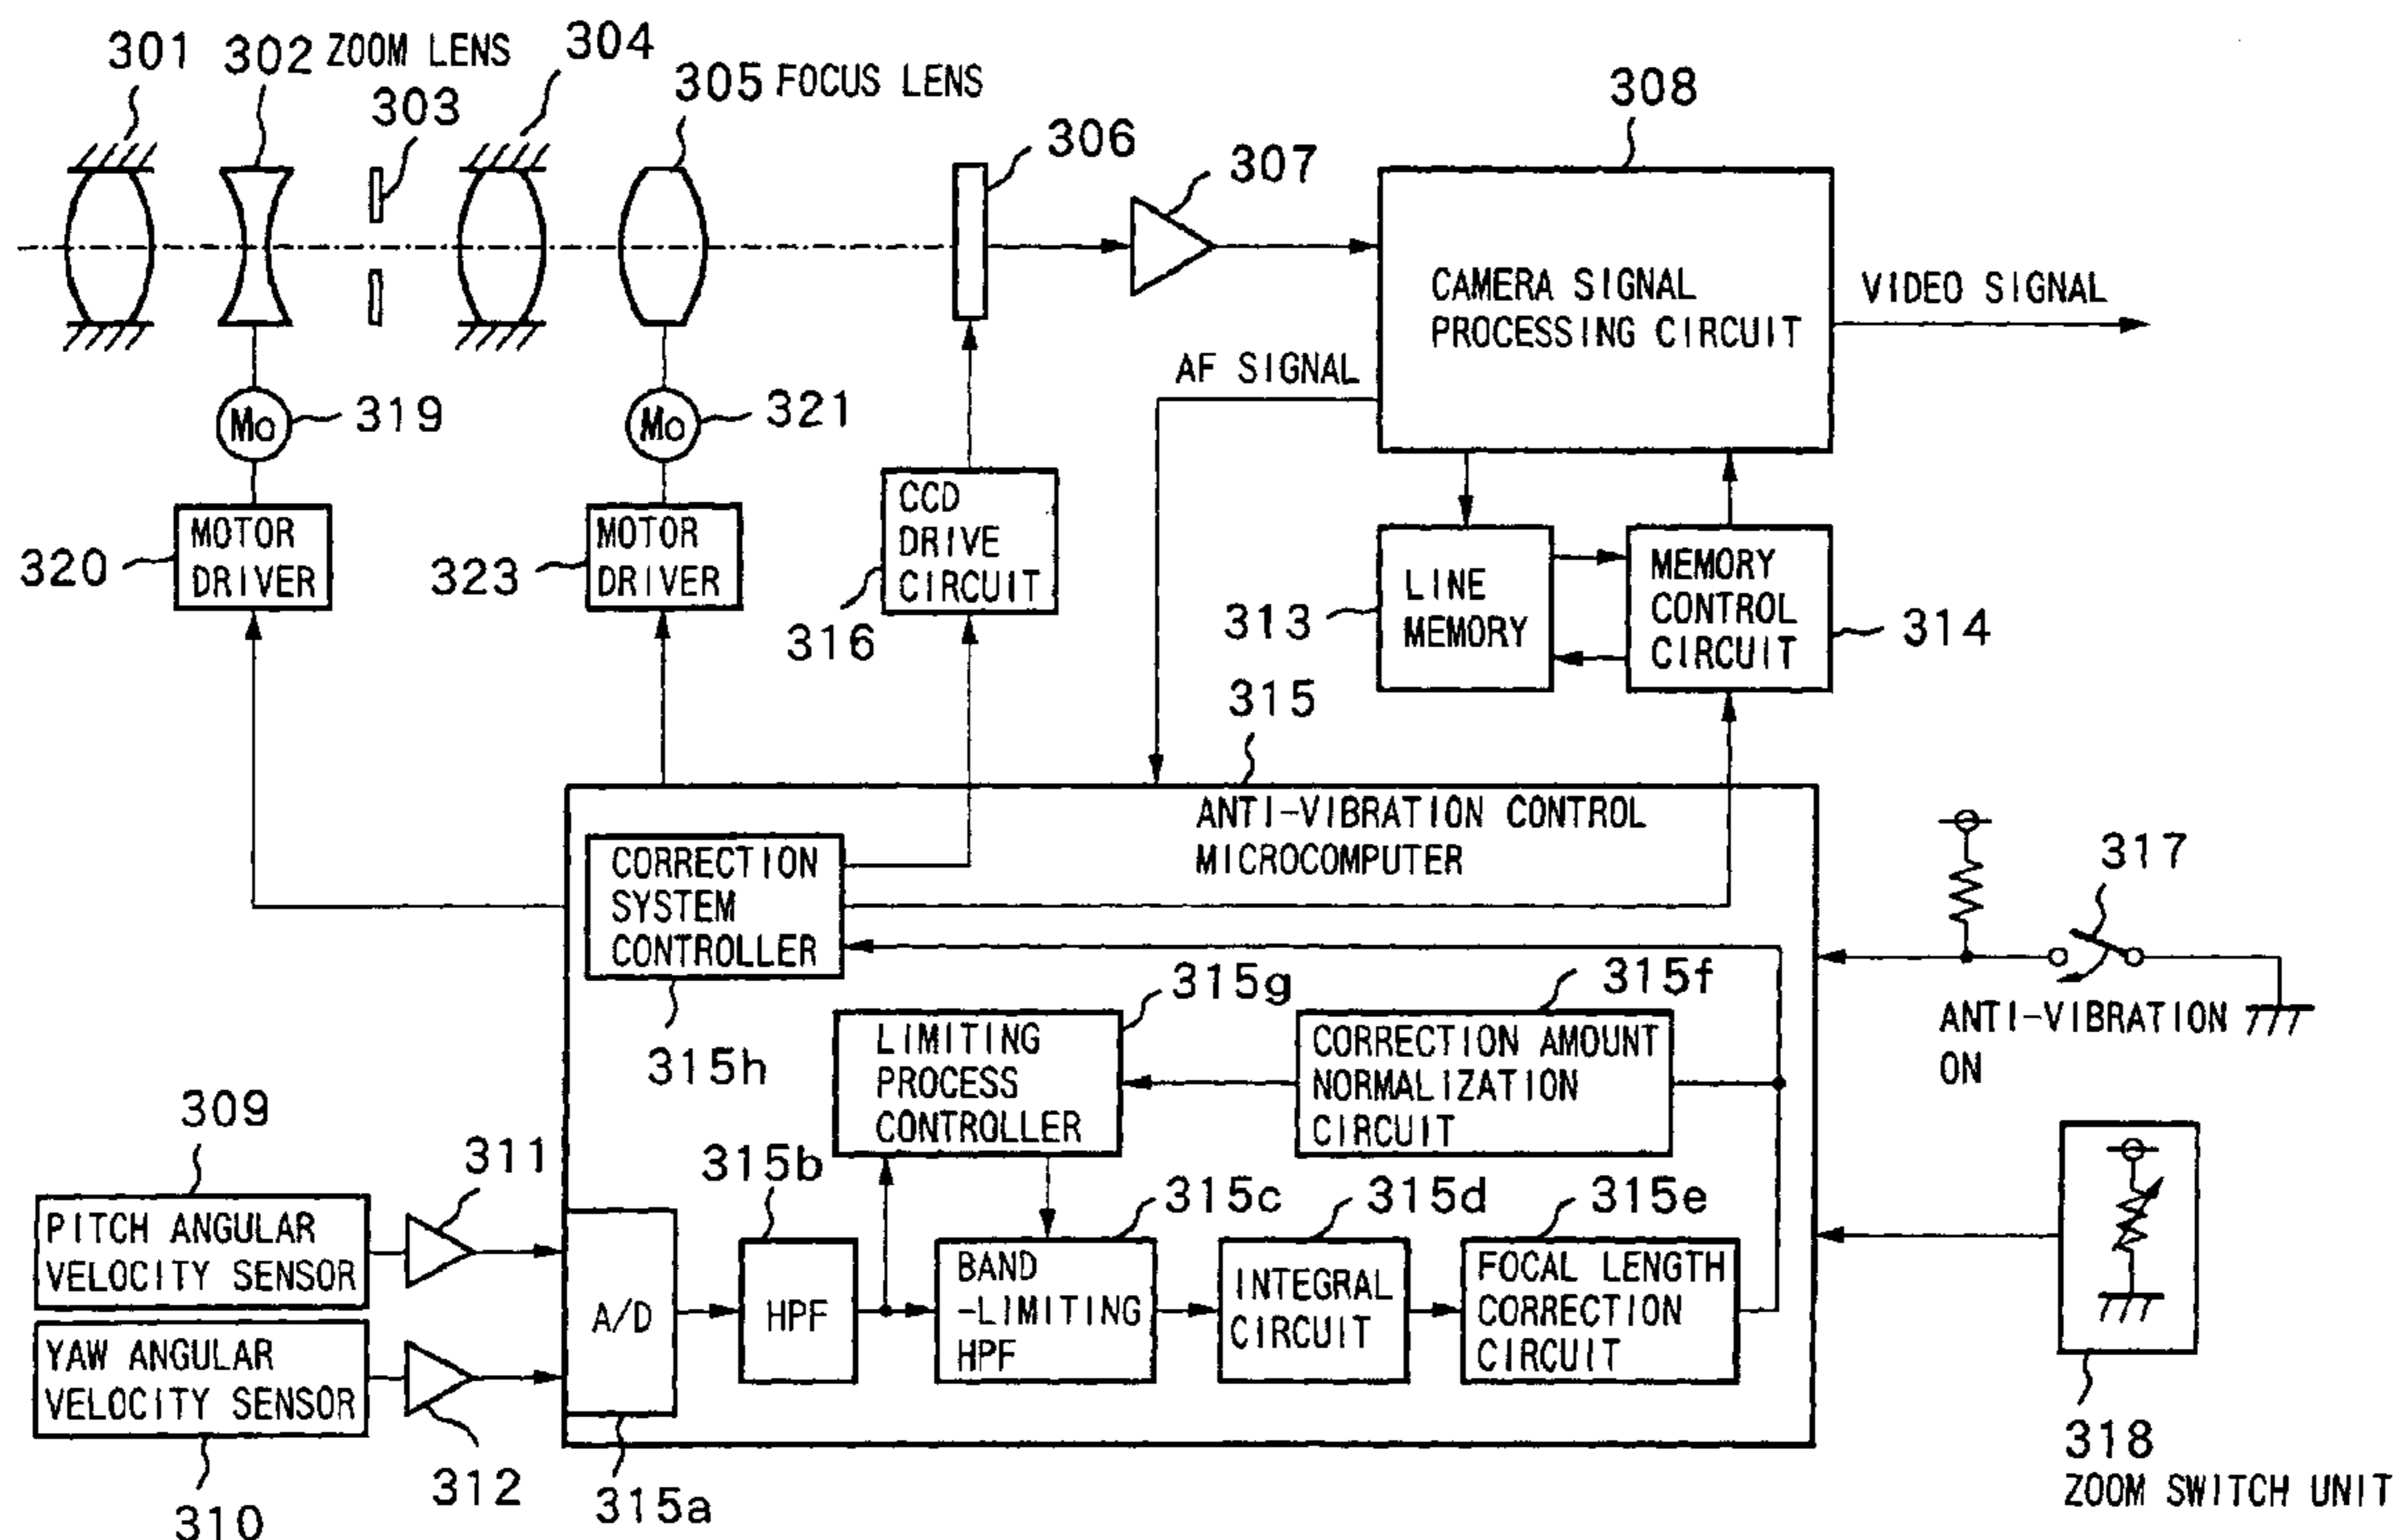 301
302 ZOOM LENS
303
304
305 FOCUS LENS
306
307
308
CAMERA SIGNAL
PROCESSING CIRCUIT
VIDEO SIGNAL
AF SIGNAL
Mo
319
Mo
321
MOTOR
DRIVER
320
MOTOR
DRIVER
323
CCD
DRIVE
CIRCUIT
316
LINE
MEMORY
313
MEMORY
CONTROL
CIRCUIT
314
315
ANTI-VIBRATION CONTROL
MICROCOMPUTER
CORRECTION
SYSTEM
CONTROLLER
315h
317
ANTI-VIBRATION
ON
315g
LIMITING
PROCESS
CONTROLLER
315f
CORRECTION AMOUNT
NORMALIZATION
CIRCUIT
309
PITCH ANGULAR
VELOCITY SENSOR
311
YAW ANGULAR
VELOCITY SENSOR
310
312
A/D
315a
315b
HPF
315c
BAND
-LIMITING
HPF
315d
INTEGRAL
CIRCUIT
315e
FOCAL LENGTH
CORRECTION
CIRCUIT
318
ZOOM SWITCH UNIT